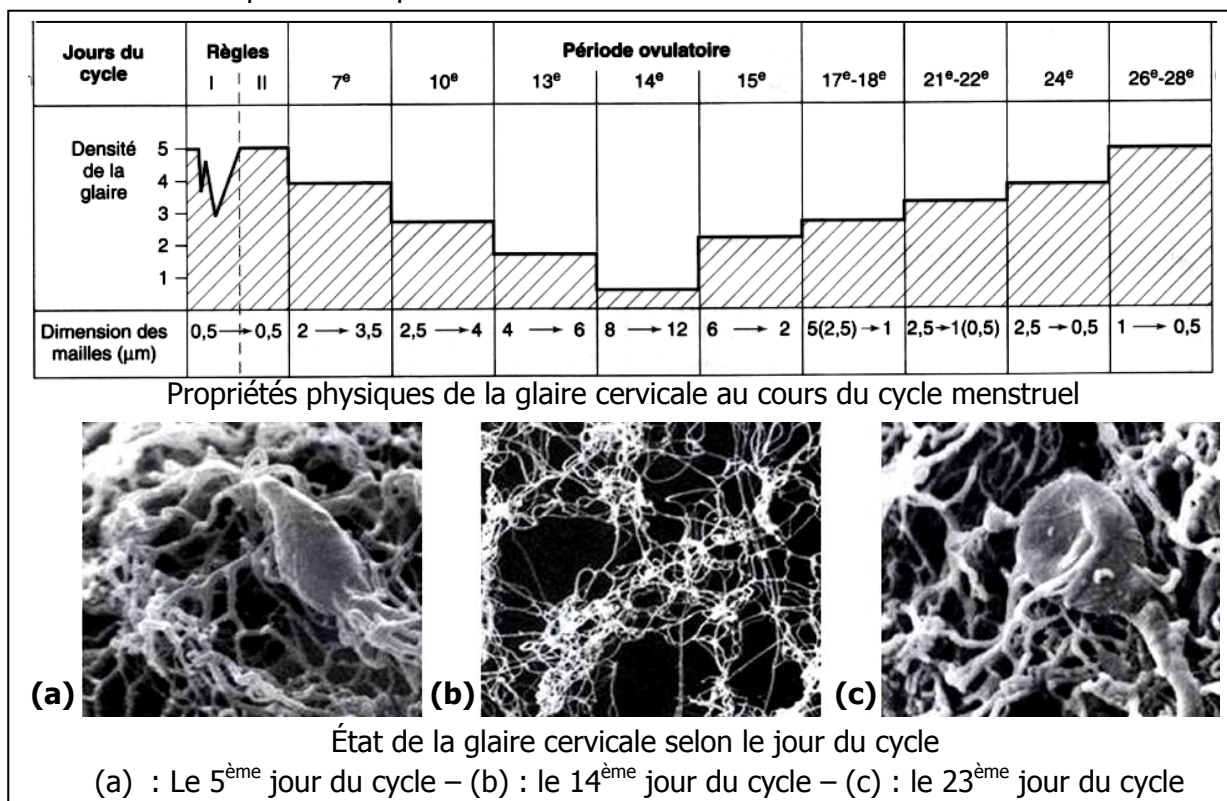 Jours du cycle Règles Période ovulatoire
I II 7e 10e 13e 14e 15e 17e-18e 21e-22e 24e 26e-28e
Densité de la glaire 5 4 3 2 1
Dimension des mailles (µm) 0,5→0,5 2 → 3,5 2,5 → 4 4 → 6 8 → 12 6 → 2 5(2,5)→1 2,5→1(0,5) 2,5→0,5 1 → 0,5
Propriétés physiques de la glaire cervicale au cours du cycle menstruel
(a) (b) (c)
État de la glaire cervicale selon le jour du cycle
(a) : Le 5ème jour du cycle – (b) : le 14ème jour du cycle – (c) : le 23ème jour du cycle